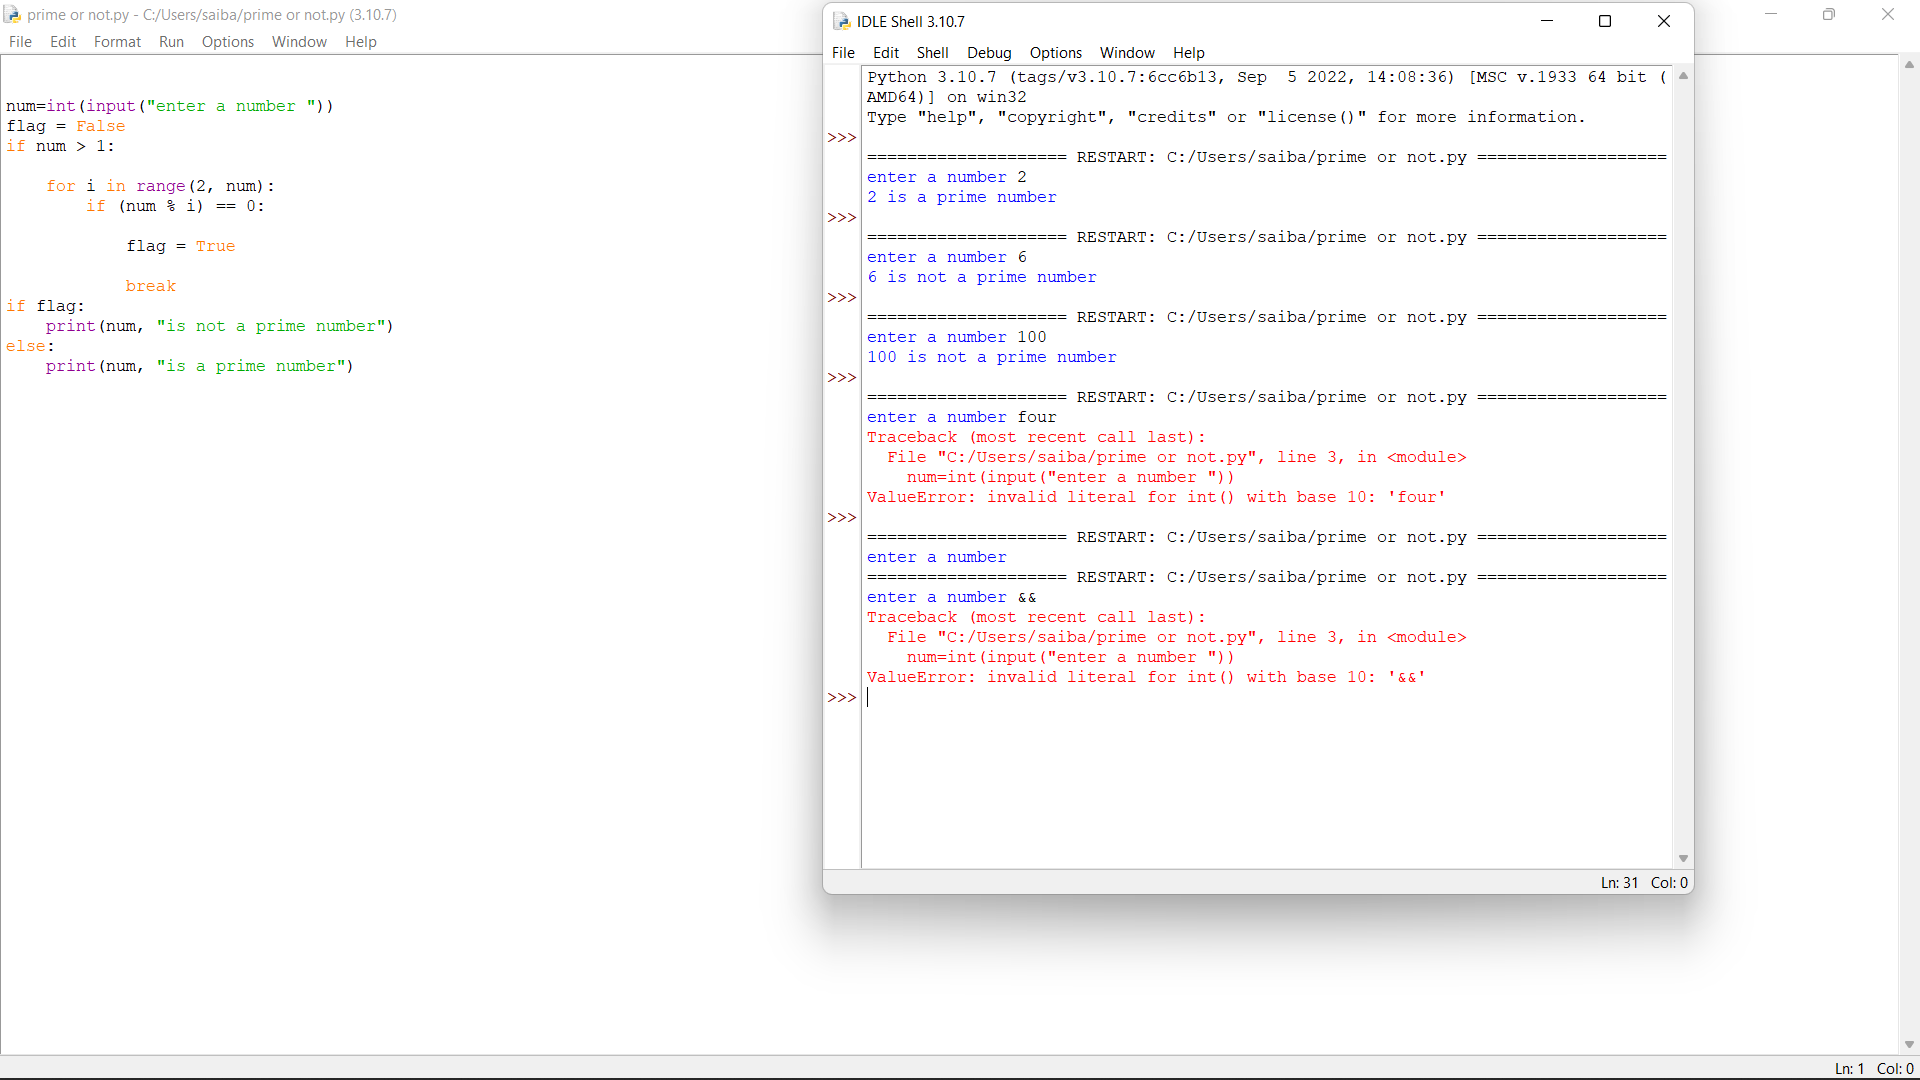 prime or not.py - C:/Users/saiba/prime or not.py (3.10.7)
File Edit Format Run Options Window Help
num=int(input("enter a number "))
flag = False
if num > 1:
    for i in range(2, num):
        if (num % i) == 0:
            flag = True
            break
if flag:
    print(num, "is not a prime number")
else:
    print(num, "is a prime number")
Ln: 1 Col: 0
IDLE Shell 3.10.7
File Edit Shell Debug Options Window Help
Python 3.10.7 (tags/v3.10.7:6cc6b13, Sep  5 2022, 14:08:36) [MSC v.1933 64 bit (
AMD64)] on win32
Type "help", "copyright", "credits" or "license()" for more information.
>>>
==================== RESTART: C:/Users/saiba/prime or not.py ===================
enter a number 2
2 is a prime number
>>>
==================== RESTART: C:/Users/saiba/prime or not.py ===================
enter a number 6
6 is not a prime number
>>>
==================== RESTART: C:/Users/saiba/prime or not.py ===================
enter a number 100
100 is not a prime number
>>>
==================== RESTART: C:/Users/saiba/prime or not.py ===================
enter a number four
Traceback (most recent call last):
  File "C:/Users/saiba/prime or not.py", line 3, in <module>
    num=int(input("enter a number "))
ValueError: invalid literal for int() with base 10: 'four'
>>>
==================== RESTART: C:/Users/saiba/prime or not.py ===================
enter a number
==================== RESTART: C:/Users/saiba/prime or not.py ===================
enter a number &&
Traceback (most recent call last):
  File "C:/Users/saiba/prime or not.py", line 3, in <module>
    num=int(input("enter a number "))
ValueError: invalid literal for int() with base 10: '&&'
>>>
Ln: 31 Col: 0